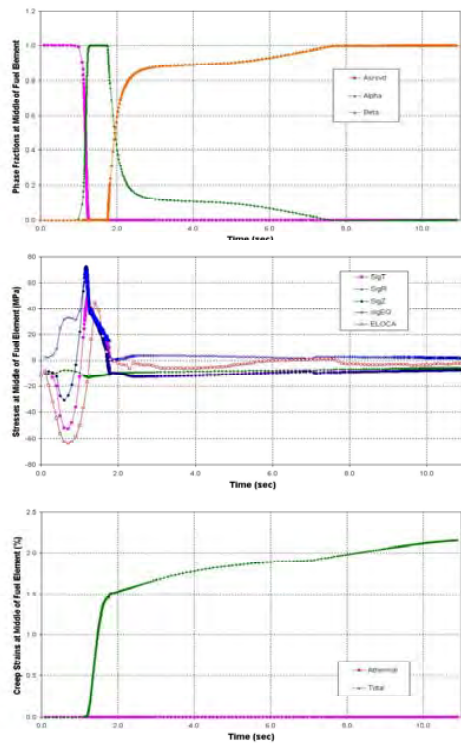 Phase Fractions at Middle of Fuel Element
1.0
0.8
0.6
0.4
0.2
0.0
Alpha
Beta
0.0 2.0 4.0 6.0 8.0 10.0
Time (sec)
Stresses at Middle of Fuel Element (MPa)
80
60
40
20
0
-20
-40
-60
-80
SigT
SigR
SigZ
sigEQ
ELOCA
0.0 2.0 4.0 6.0 8.0 10.0
Time (sec)
Creep Strains at Middle of Fuel Element (%)
2.5
2.0
1.5
1.0
0.5
0.0
Athermal
Total
0.0 2.0 4.0 6.0 8.0 10.0
Time (sec)